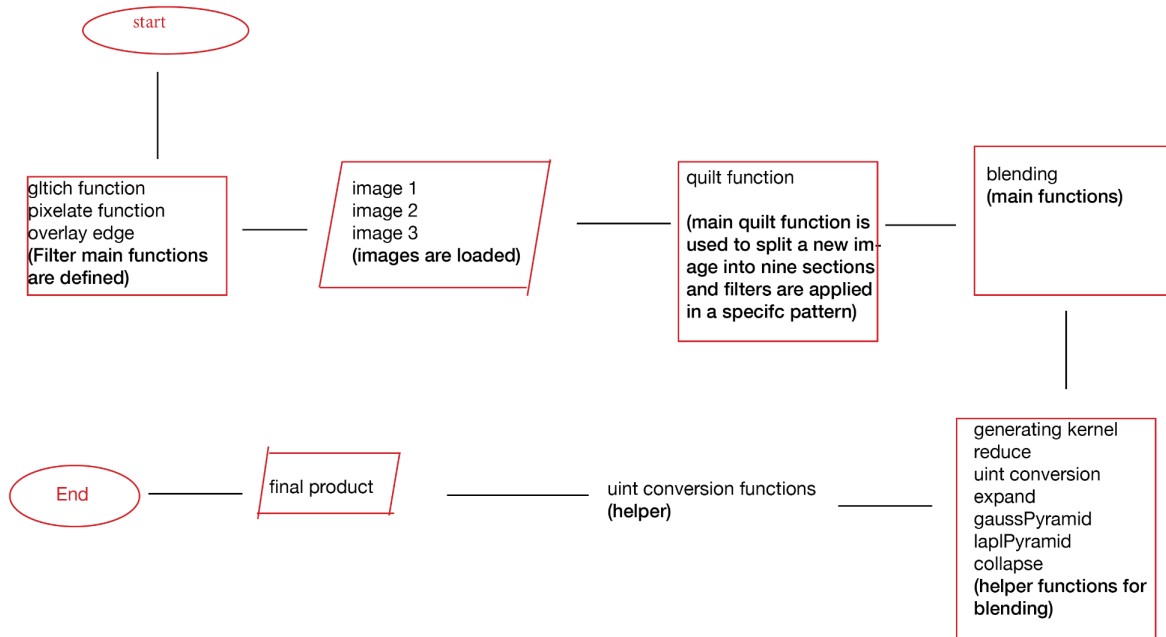 start
gltich function
pixelate function
overlay edge
(Filter main functions
are defined)
image 1
image 2
image 3
(images are loaded)
quilt function
(main quilt function is
used to split a new im-
age into nine sections
and filters are applied
in a specifc pattern)
blending
(main functions)
generating kernel
reduce
uint conversion
expand
gaussPyramid
laplPyramid
collapse
(helper functions for
blending)
uint conversion functions
(helper)
final product
End